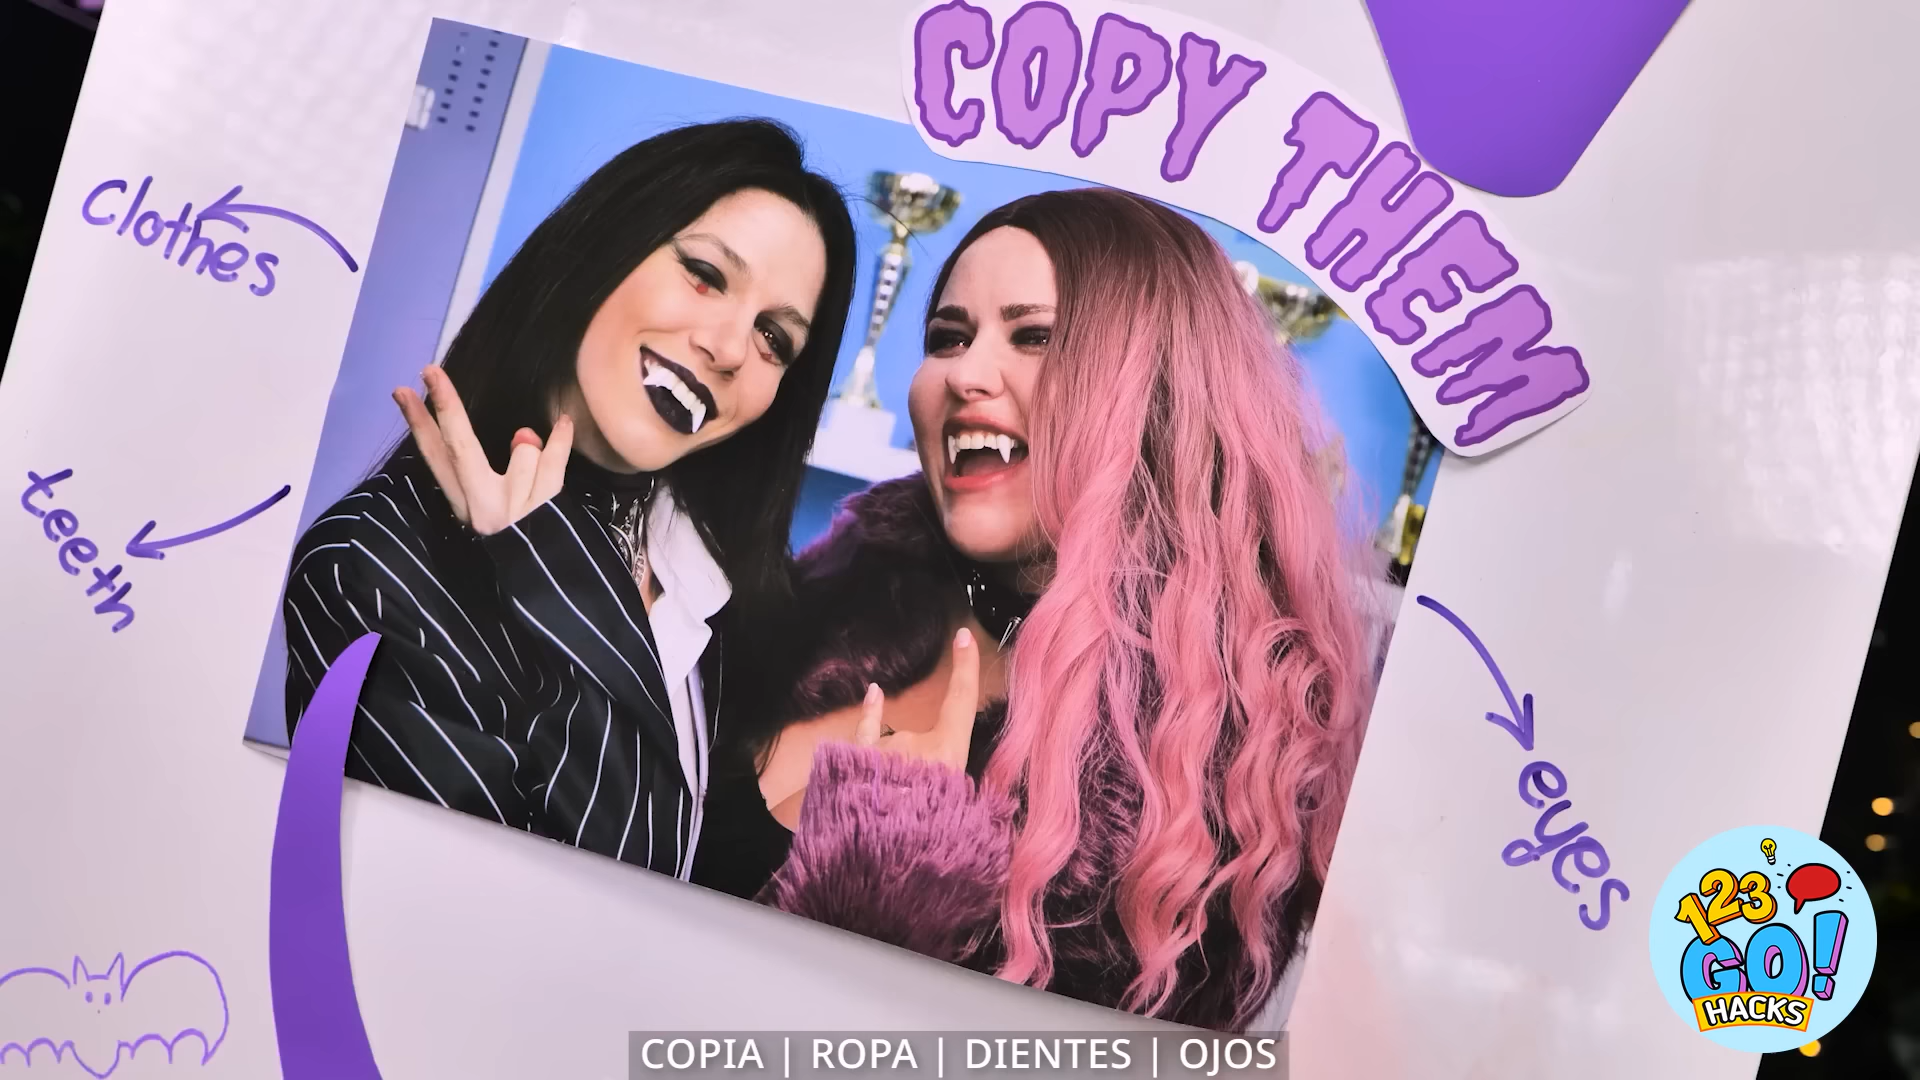 COPY THEM
Clothes
teeth
eyes
123
GO!
HACKS
COPIA | ROPA | DIENTES | OJOS